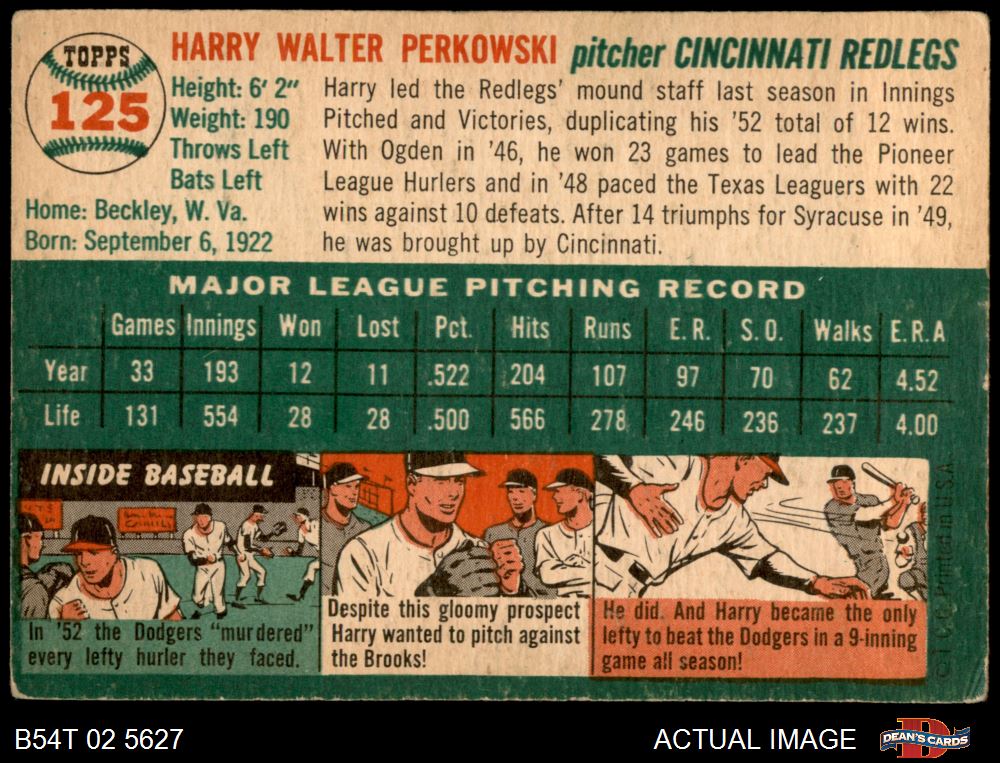 TOPPS
125
HARRY WALTER PERKOWSKI pitcher CINCINNATI REDLEGS
Height: 6' 2"
Weight: 190
Throws Left
Bats Left
Home: Beckley, W. Va.
Born: September 6, 1922
Harry led the Redlegs' mound staff last season in Innings
Pitched and Victories, duplicating his '52 total of 12 wins.
With Ogden in '46, he won 23 games to lead the Pioneer
League Hurlers and in '48 paced the Texas Leaguers with 22
wins against 10 defeats. After 14 triumphs for Syracuse in '49,
he was brought up by Cincinnati.
MAJOR LEAGUE PITCHING RECORD
Games Innings Won Lost Pct. Hits Runs E. R. S. O. Walks E.R.A
Year 33 193 12 11 .522 204 107 97 70 62 4.52
Life 131 554 28 28 .500 566 278 246 236 237 4.00
INSIDE BASEBALL
In '52 the Dodgers "murdered"
every lefty hurler they faced.
Despite this gloomy prospect
Harry wanted to pitch against
the Brooks!
He did. And Harry became the only
lefty to beat the Dodgers in a 9-inning
game all season!
B54T 02 5627
ACTUAL IMAGE
DEAN'S CARDS